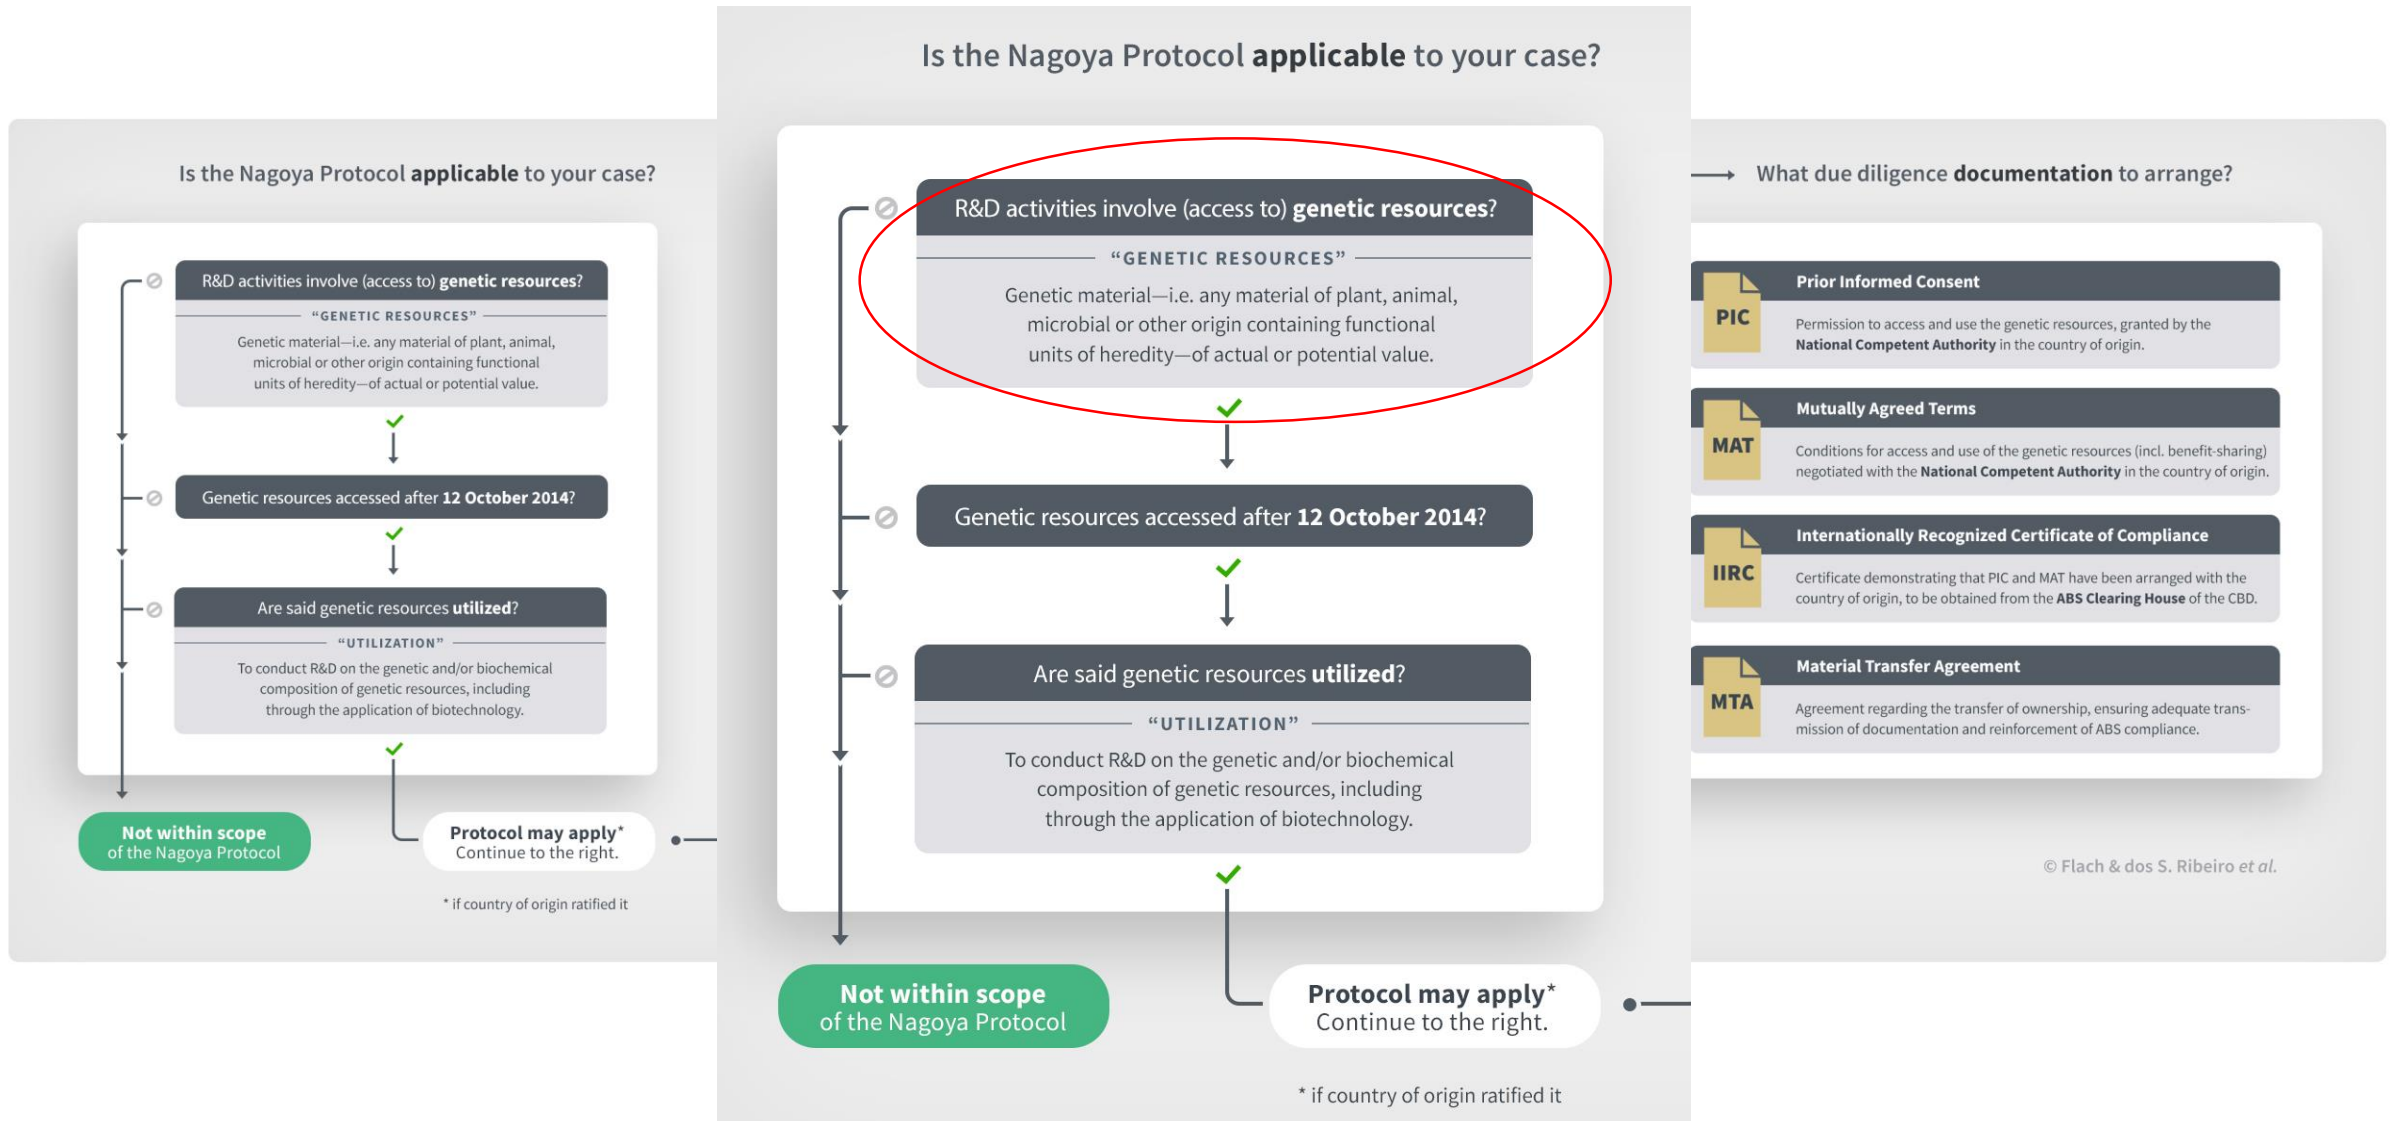 Is the Nagoya Protocol applicable to your case?
R&D activities involve (access to) genetic resources?
“GENETIC RESOURCES”
Genetic material—i.e. any material of plant, animal,
microbial or other origin containing functional
units of heredity—of actual or potential value.
Genetic resources accessed after 12 October 2014?
Are said genetic resources utilized?
“UTILIZATION”
To conduct R&D on the genetic and/or biochemical
composition of genetic resources, including
through the application of biotechnology.
Not within scope
of the Nagoya Protocol
Protocol may apply*
Continue to the right.
* if country of origin ratified it
Is the Nagoya Protocol applicable to your case?
R&D activities involve (access to) genetic resources?
“GENETIC RESOURCES”
Genetic material—i.e. any material of plant, animal,
microbial or other origin containing functional
units of heredity—of actual or potential value.
Genetic resources accessed after 12 October 2014?
Are said genetic resources utilized?
“UTILIZATION”
To conduct R&D on the genetic and/or biochemical
composition of genetic resources, including
through the application of biotechnology.
Not within scope
of the Nagoya Protocol
Protocol may apply*
Continue to the right.
* if country of origin ratified it
What due diligence documentation to arrange?
PIC
Prior Informed Consent
Permission to access and use the genetic resources, granted by the
National Competent Authority in the country of origin.
MAT
Mutually Agreed Terms
Conditions for access and use of the genetic resources (incl. benefit-sharing)
negotiated with the National Competent Authority in the country of origin.
IIRC
Internationally Recognized Certificate of Compliance
Certificate demonstrating that PIC and MAT have been arranged with the
country of origin, to be obtained from the ABS Clearing House of the CBD.
MTA
Material Transfer Agreement
Agreement regarding the transfer of ownership, ensuring adequate trans-
mission of documentation and reinforcement of ABS compliance.
© Flach & dos S. Ribeiro et al.